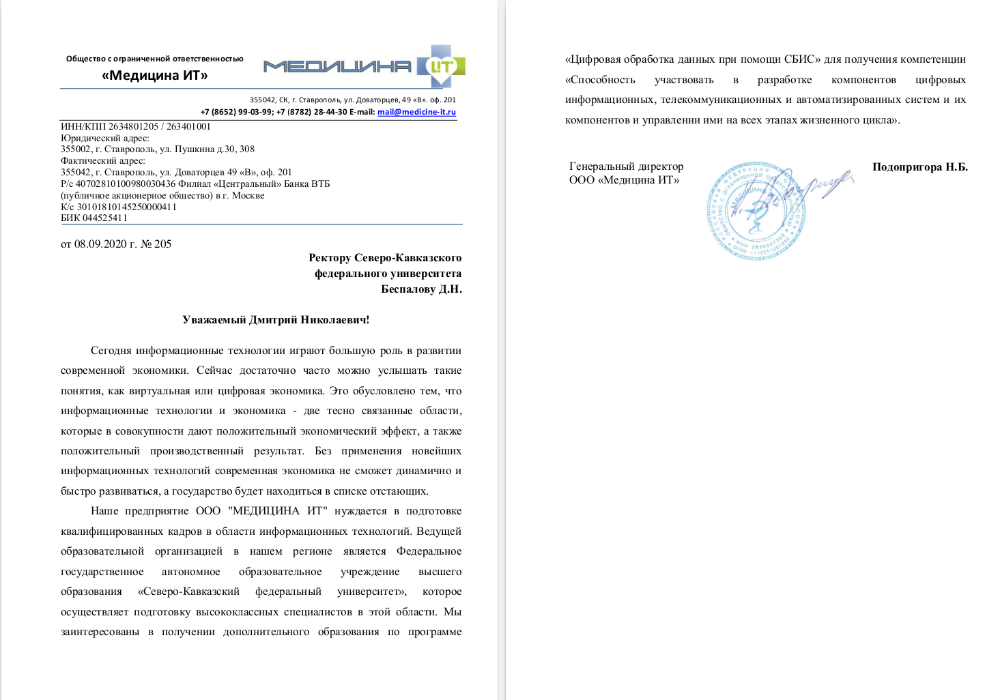 Общество с ограниченной ответственностью
«Медицина ИТ»
МЕДИЦИНА
IT
355042, СК, г. Ставрополь, ул. Доваторцев, 49 «В». оф. 201
+7 (8652) 99-03-99; +7 (8782) 28-44-30 E-mail: mail@medicine-it.ru
ИНН/КПП 2634801205 / 263401001
Юридический адрес:
355002, г. Ставрополь, ул. Пушкина д.30, 308
Фактический адрес:
355042, г. Ставрополь, ул. Доваторцев 49 «В», оф. 201
Р/с 40702810100980030436 Филиал «Центральный» Банка ВТБ
(публичное акционерное общество) в г. Москве
К/с 30101810145250000411
БИК 044525411
от 08.09.2020 г. № 205
Ректору Северо-Кавказского
федерального университета
Беспалову Д.Н.
Уважаемый Дмитрий Николаевич!
Сегодня информационные технологии играют большую роль в развитии
современной экономики. Сейчас достаточно часто можно услышать такие
понятия, как виртуальная или цифровая экономика. Это обусловлено тем, что
информационные технологии и экономика - две тесно связанные области,
которые в совокупности дают положительный экономический эффект, а также
положительный производственный результат. Без применения новейших
информационных технологий современная экономика не сможет динамично и
быстро развиваться, а государство будет находиться в списке отстающих.
Наше предприятие ООО "МЕДИЦИНА ИТ" нуждается в подготовке
квалифицированных кадров в области информационных технологий. Ведущей
образовательной организацией в нашем регионе является Федеральное
государственное автономное образовательное учреждение высшего
образования «Северо-Кавказский федеральный университет», которое
осуществляет подготовку высококлассных специалистов в этой области. Мы
заинтересованы в получении дополнительного образования по программе
«Цифровая обработка данных при помощи СБИС» для получения компетенции
«Способность участвовать в разработке компонентов цифровых
информационных, телекоммуникационных и автоматизированных систем и их
компонентов и управлении ими на всех этапах жизненного цикла».
Генеральный директор
ООО «Медицина ИТ»
Подопригора Н.Б.
РОССИЙСКАЯ ФЕДЕРАЦИЯ
ОБЩЕСТВО С ОГРАНИЧЕННОЙ ОТВЕТСТВЕННОСТЬЮ
ИНН 2634801205